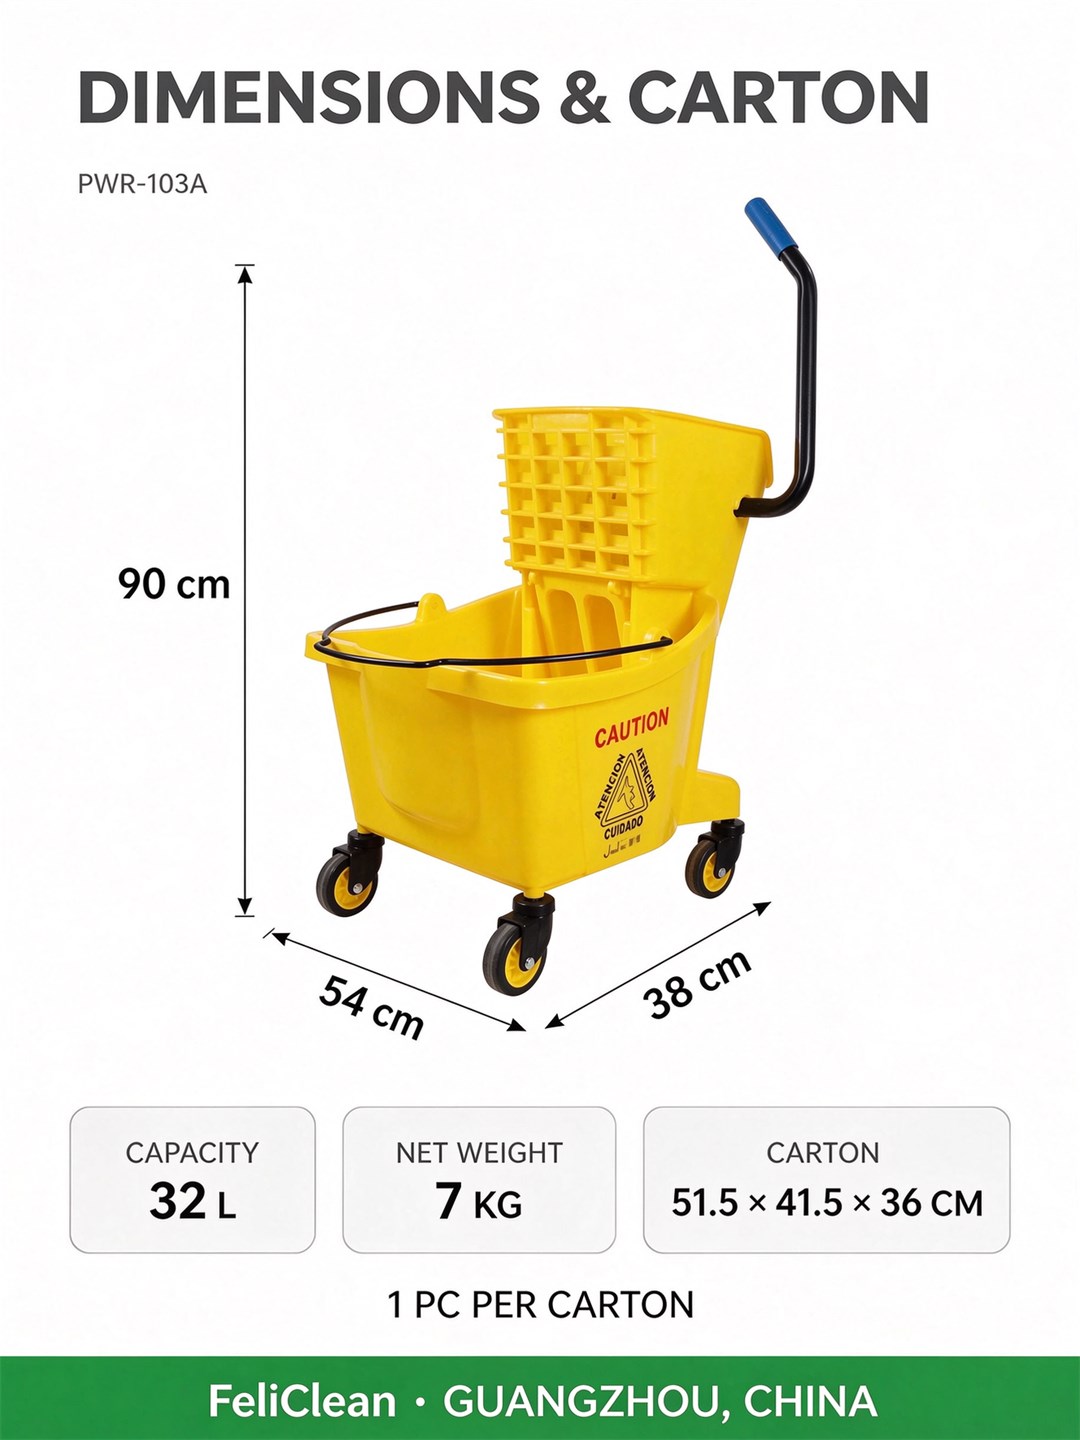 DIMENSIONS & CARTON
PWR-103A
90 cm
CAUTION
ATENCION
ATENCION
CUIDADO
54 cm
38 cm
CAPACITY
32 L
NET WEIGHT
7 KG
CARTON
51.5 × 41.5 × 36 CM
1 PC PER CARTON
FeliClean • GUANGZHOU, CHINA